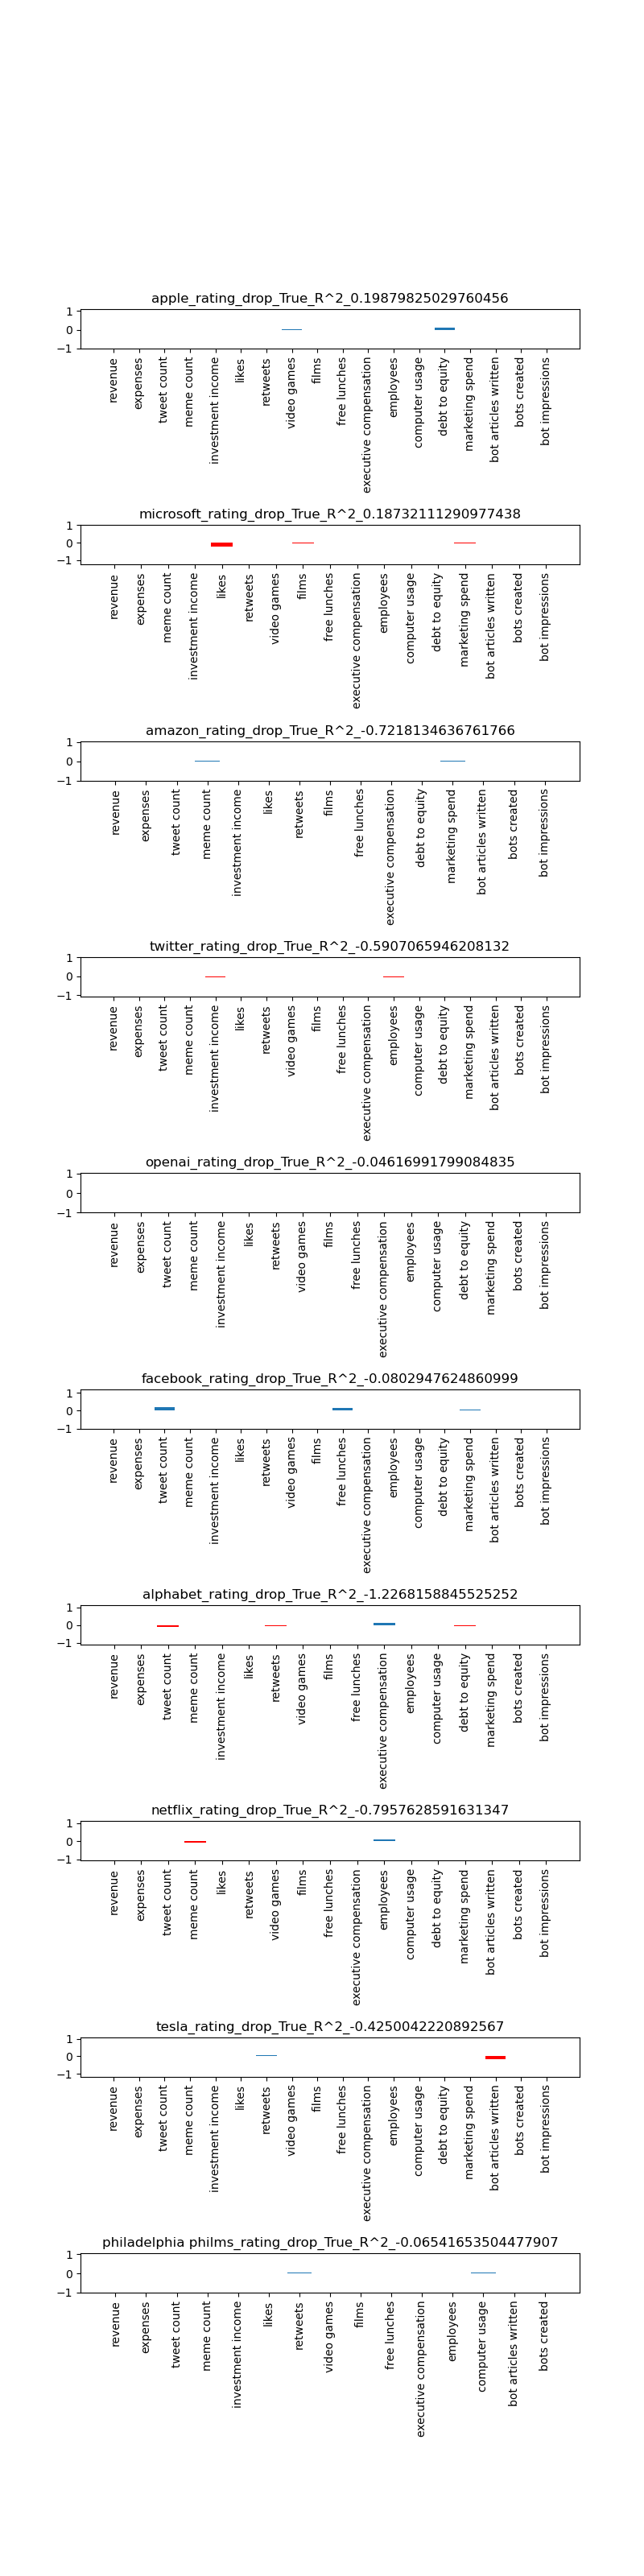 apple_rating_drop_True_R^2_0.19879825029760456
1
0
−1
revenue
expenses
tweet count
meme count
investment income
likes
retweets
video games
films
free lunches
executive compensation
employees
computer usage
debt to equity
marketing spend
bot articles written
bots created
bot impressions
microsoft_rating_drop_True_R^2_0.18732111290977438
1
0
−1
revenue
expenses
meme count
investment income
likes
retweets
video games
films
free lunches
executive compensation
employees
computer usage
debt to equity
marketing spend
bot articles written
bots created
bot impressions
amazon_rating_drop_True_R^2_-0.7218134636761766
1
0
−1
revenue
expenses
tweet count
meme count
investment income
likes
retweets
films
free lunches
executive compensation
debt to equity
marketing spend
bot articles written
bots created
bot impressions
twitter_rating_drop_True_R^2_-0.5907065946208132
1
0
−1
revenue
expenses
tweet count
meme count
investment income
likes
retweets
video games
films
free lunches
executive compensation
employees
computer usage
debt to equity
marketing spend
bot articles written
bots created
bot impressions
openai_rating_drop_True_R^2_-0.04616991799084835
1
0
−1
revenue
expenses
tweet count
meme count
investment income
likes
retweets
video games
films
free lunches
executive compensation
employees
computer usage
debt to equity
marketing spend
bots created
bot impressions
facebook_rating_drop_True_R^2_-0.0802947624860999
1
0
−1
revenue
expenses
tweet count
meme count
investment income
likes
retweets
video games
films
free lunches
executive compensation
employees
computer usage
debt to equity
marketing spend
bot articles written
bots created
bot impressions
alphabet_rating_drop_True_R^2_-1.2268158845525252
1
0
−1
revenue
expenses
tweet count
meme count
investment income
likes
retweets
video games
films
free lunches
executive compensation
employees
computer usage
debt to equity
marketing spend
bots created
bot impressions
netflix_rating_drop_True_R^2_-0.7957628591631347
1
0
−1
revenue
expenses
tweet count
meme count
likes
retweets
video games
films
free lunches
executive compensation
employees
computer usage
debt to equity
marketing spend
bot articles written
bots created
bot impressions
tesla_rating_drop_True_R^2_-0.4250042220892567
1
0
−1
revenue
expenses
tweet count
meme count
investment income
likes
retweets
video games
films
free lunches
executive compensation
employees
computer usage
debt to equity
marketing spend
bot articles written
bots created
bot impressions
philadelphia philms_rating_drop_True_R^2_-0.06541653504477907
1
0
−1
revenue
expenses
tweet count
meme count
investment income
likes
retweets
video games
films
free lunches
executive compensation
employees
computer usage
bot articles written
bots created